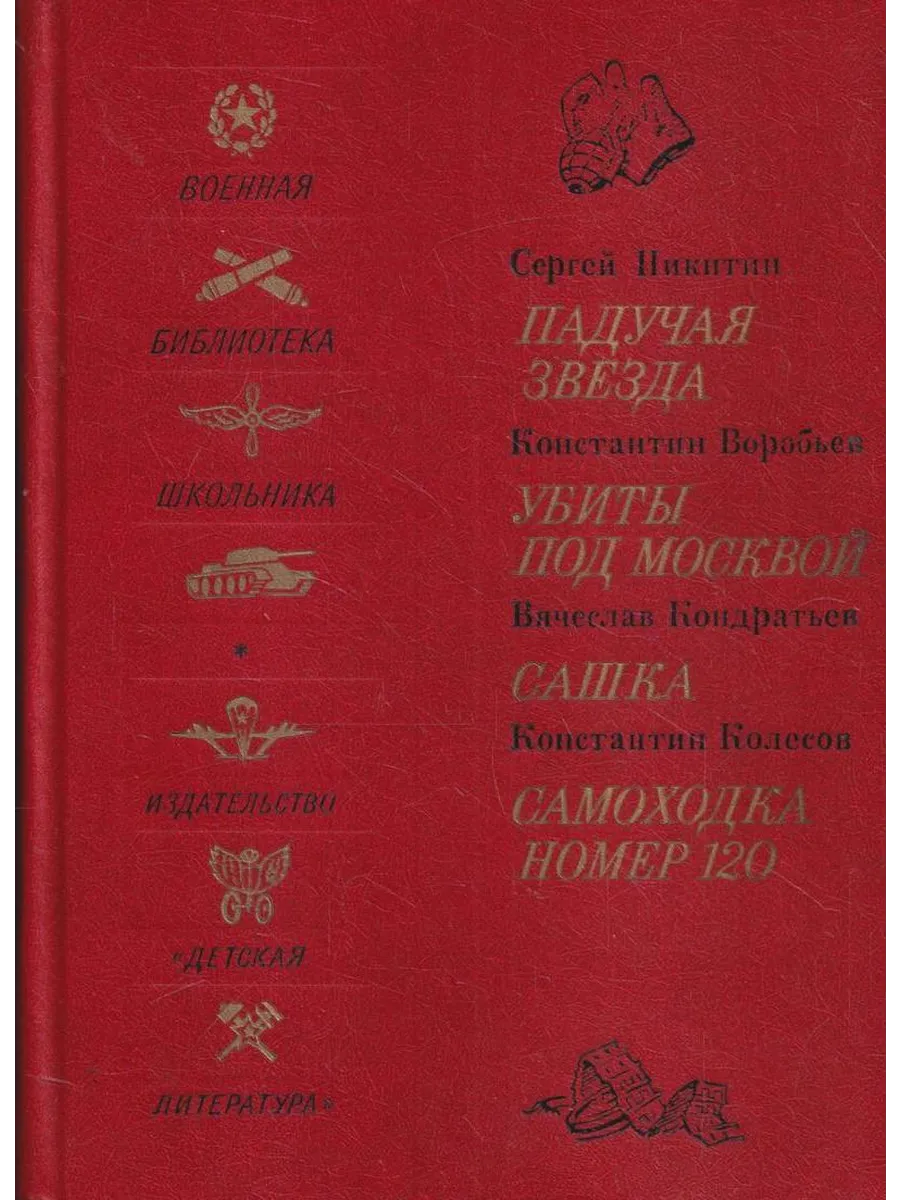 ВОЕННАЯ
БИБЛИОТЕКА
ШКОЛЬНИКА
*
ИЗДАТЕЛЬСТВО
«ДЕТСКАЯ
ЛИТЕРАТУРА»
Сергей Никитин
ПАДУЧАЯ
ЗВЕЗДА
Константин Воробьев
УБИТЫ
ПОД МОСКВОЙ
Вячеслав Кондратьев
САШКА
Константин Колесов
САМОХОДКА
НОМЕР 120